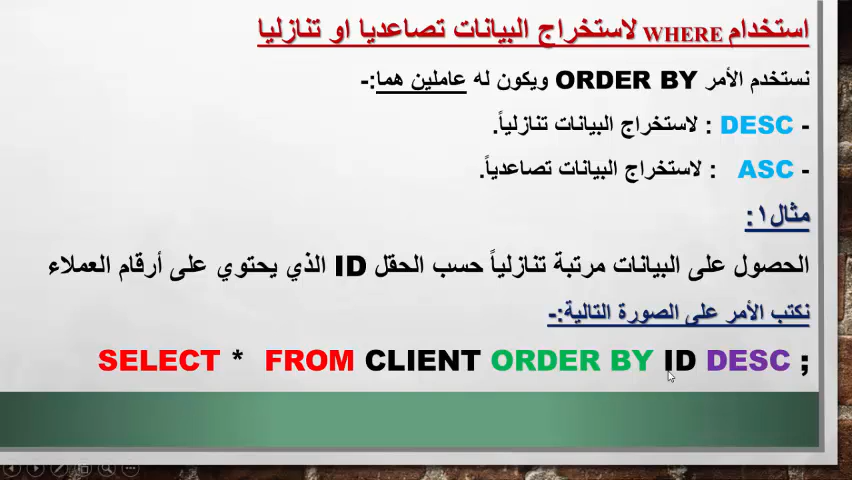 استخدام WHERE لاستخراج البيانات تصاعديا او تنازليا
نستخدم الأمر ORDER BY ويكون له عاملين هما:-
- DESC : لاستخراج البيانات تنازلياً.
- ASC : لاستخراج البيانات تصاعدياً.
مثال١:
الحصول على البيانات مرتبة تنازلياً حسب الحقل ID الذي يحتوي على أرقام العملاء
نكتب الأمر على الصورة التالية:-
SELECT * FROM CLIENT ORDER BY ID DESC ;